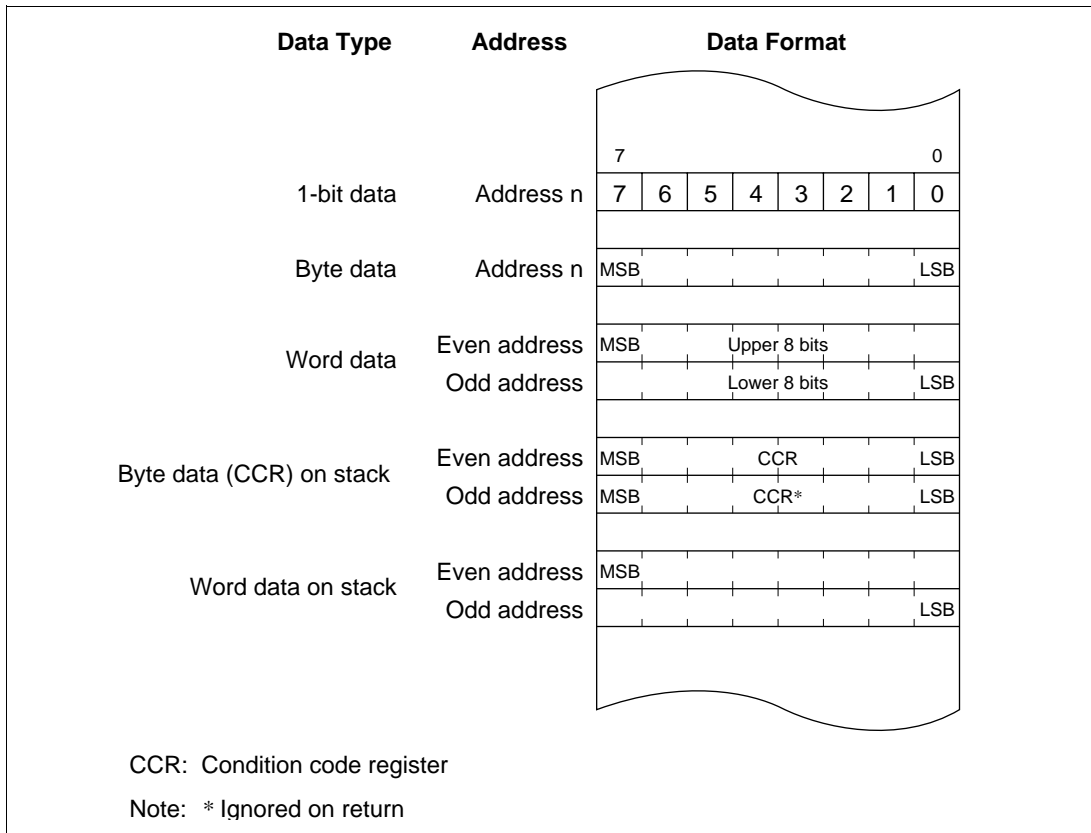 Data Type Address Data Format
7 0
1-bit data Address n 7 6 5 4 3 2 1 0
Byte data Address n MSB LSB
Word data Even address MSB Upper 8 bits
Odd address Lower 8 bits LSB
Byte data (CCR) on stack Even address MSB CCR LSB
Odd address MSB CCR* LSB
Word data on stack Even address MSB
Odd address LSB
CCR: Condition code register
Note: * Ignored on return